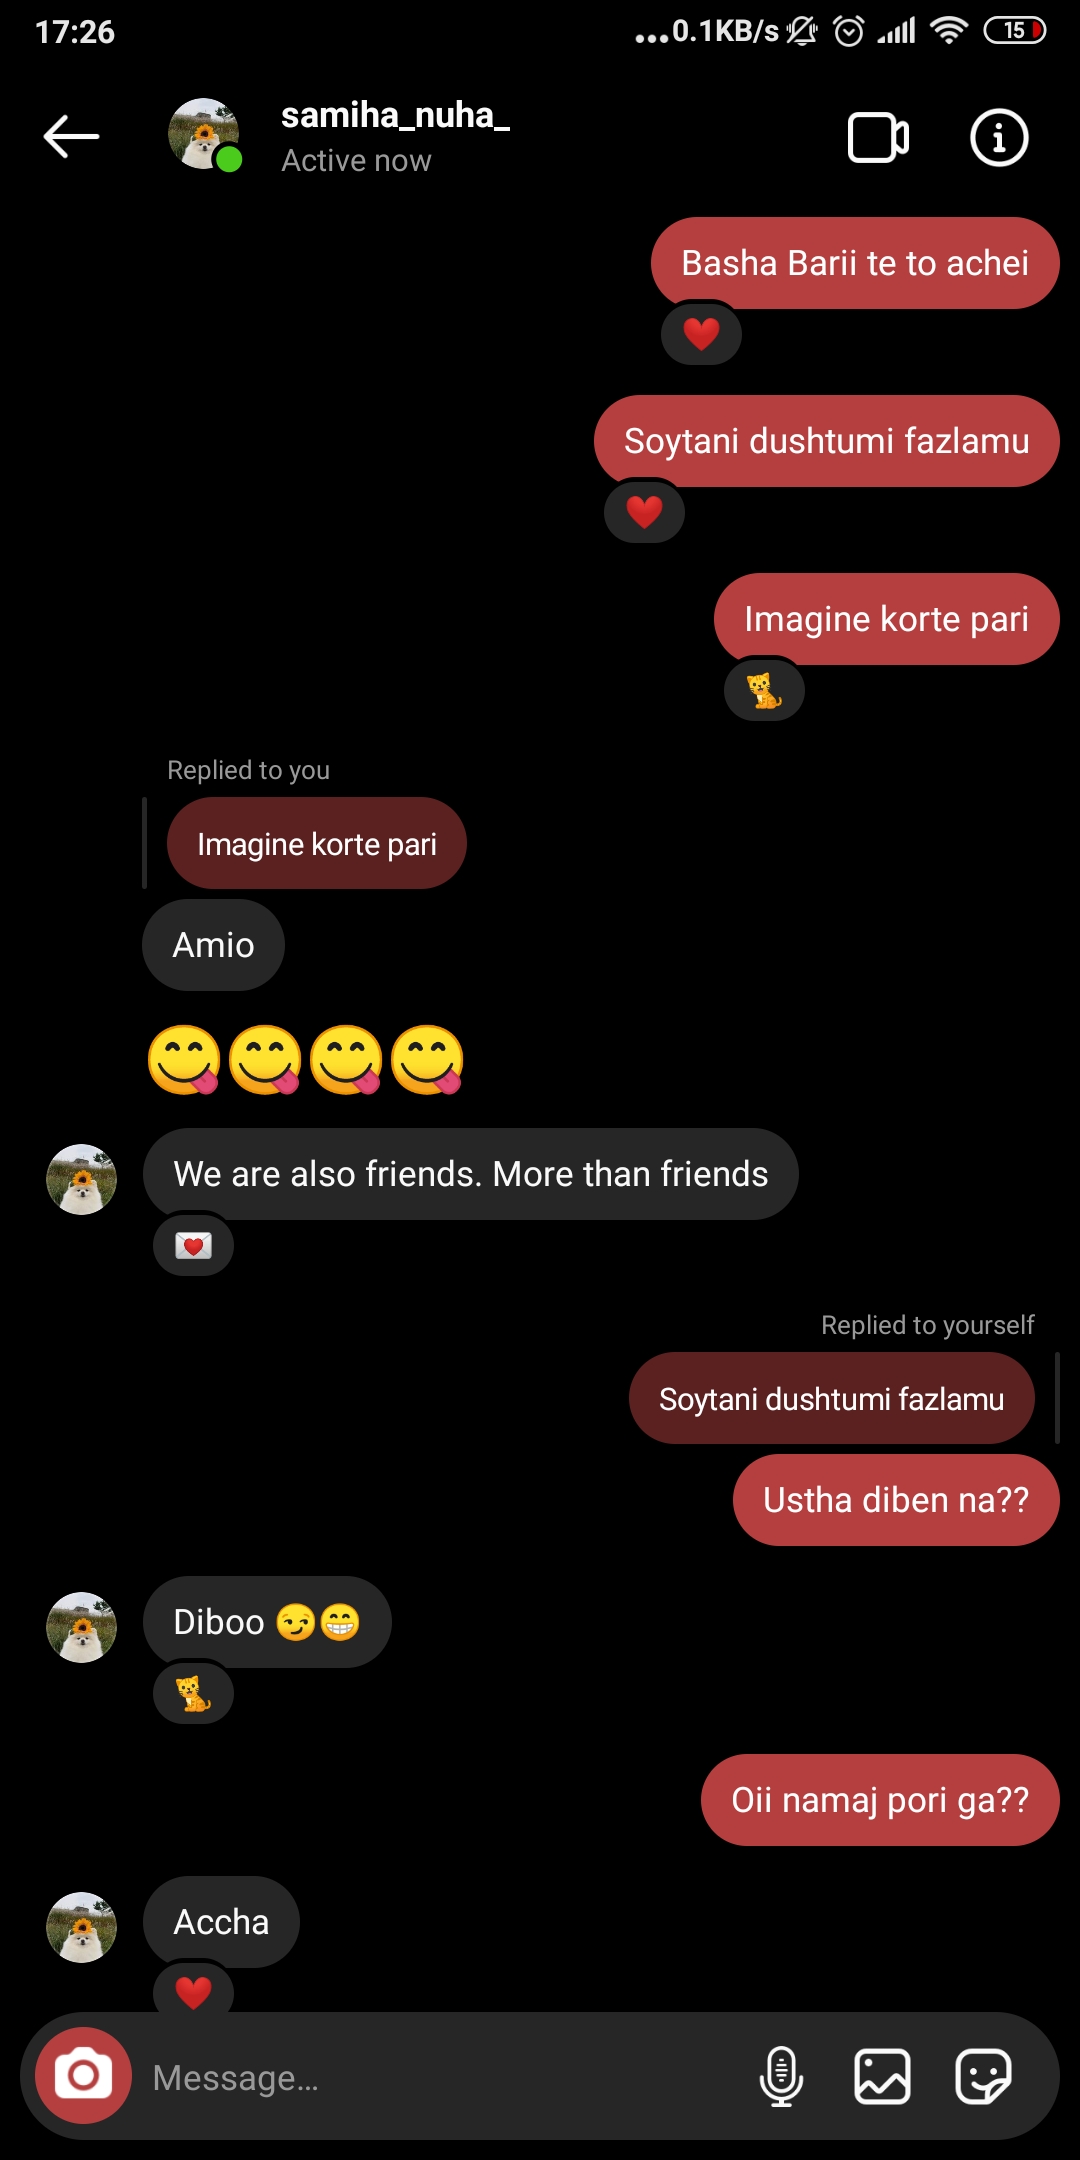 17:26
...0.1KB/s
15
samiha_nuha_
Active now
Basha Barii te to achei
❤️
Soytani dushtumi fazlamu
❤️
Imagine korte pari
🐈
Replied to you
Imagine korte pari
Amio
😋😋😋😋
We are also friends. More than friends
💌
Replied to yourself
Soytani dushtumi fazlamu
Ustha diben na??
Diboo 😏😁
🐈
Oii namaj pori ga??
Accha
❤️
Message...